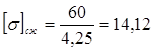 [σ]сж = 60/4,25 = 14,12